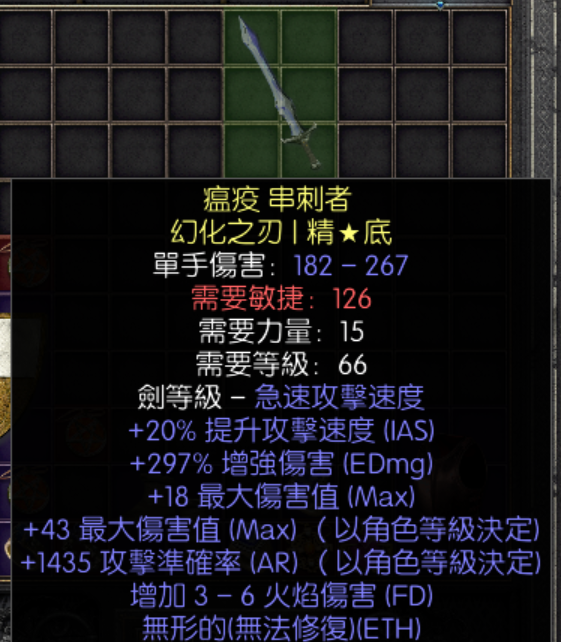 瘟疫 串刺者
幻化之刃 | 精★底
單手傷害: 182 – 267
需要敏捷: 126
需要力量: 15
需要等級: 66
劍等級 – 急速攻擊速度
+20% 提升攻擊速度 (IAS)
+297% 增強傷害 (EDmg)
+18 最大傷害值 (Max)
+43 最大傷害值 (Max)（以角色等級決定)
+1435 攻擊準確率 (AR)（以角色等級決定)
增加 3 – 6 火焰傷害 (FD)
無形的(無法修復)(ETH)